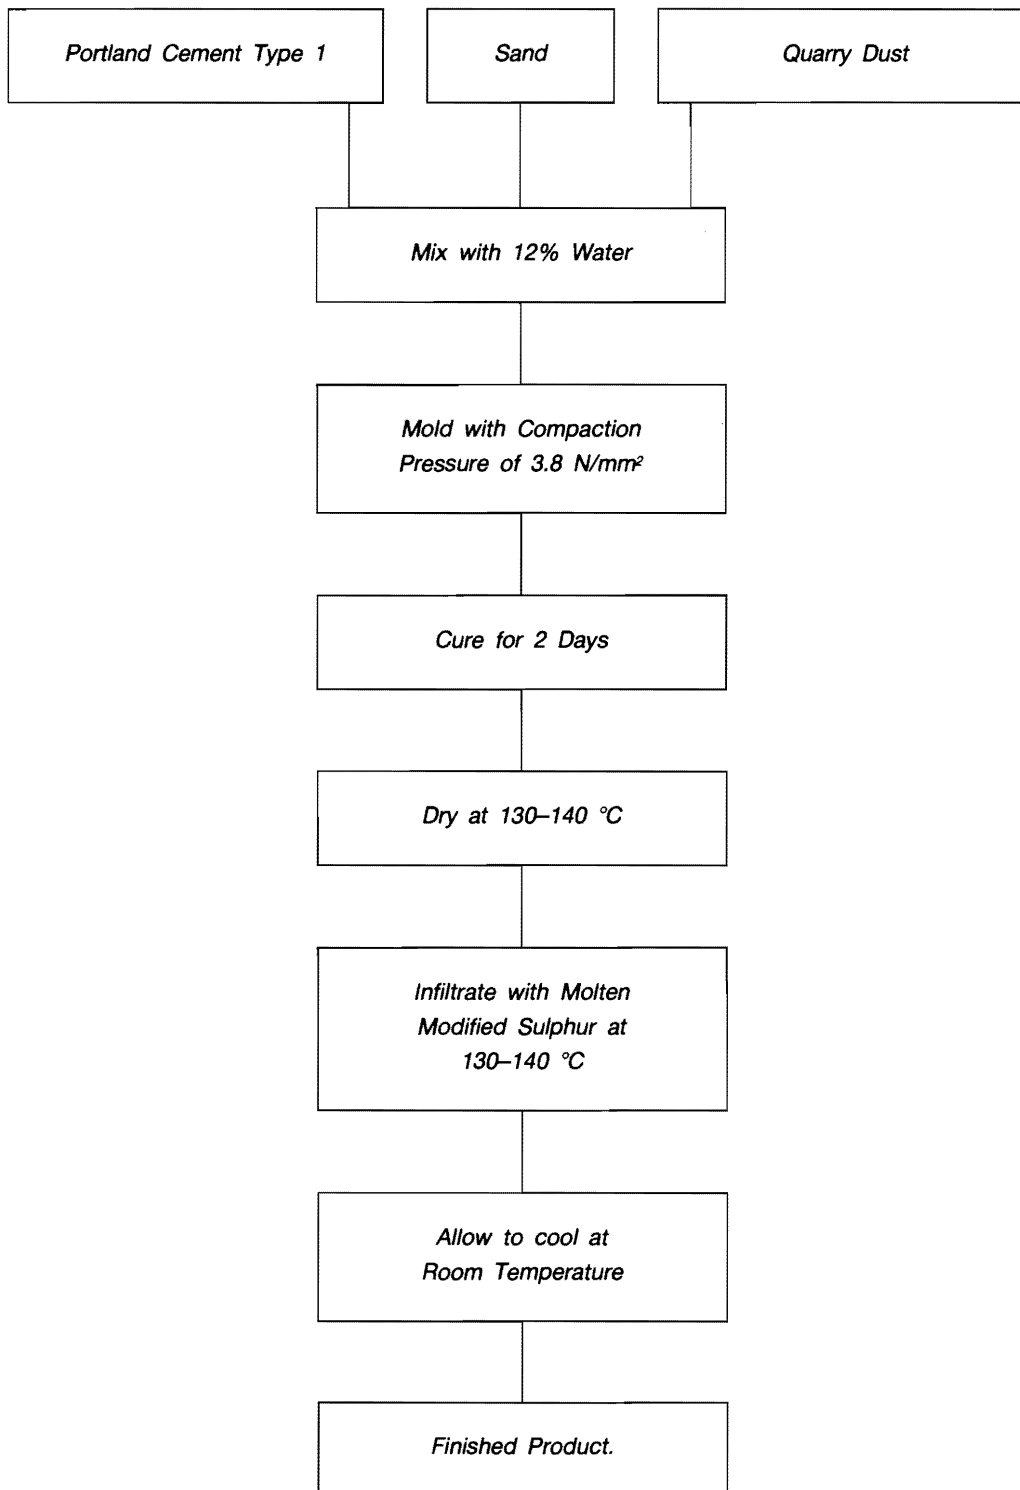 Portland Cement Type 1
Sand
Quarry Dust
Mix with 12% Water
Mold with Compaction
Pressure of 3.8 N/mm²
Cure for 2 Days
Dry at 130–140 °C
Infiltrate with Molten
Modified Sulphur at
130–140 °C
Allow to cool at
Room Temperature
Finished Product.